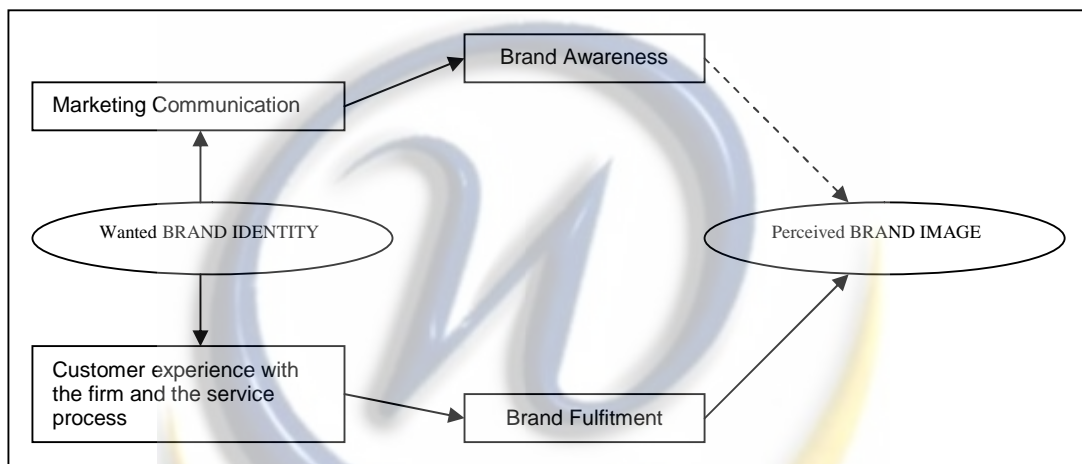 Brand Awareness
Marketing Communication
Wanted BRAND IDENTITY
Perceived BRAND IMAGE
Customer experience with
the firm and the service
process
Brand Fulfitment